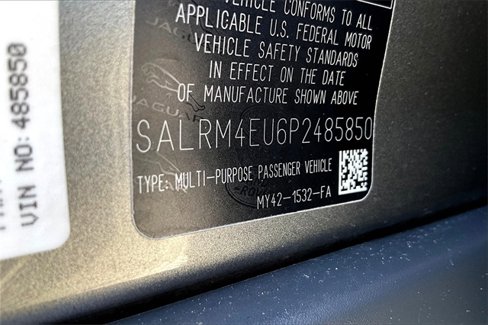 VEHICLE CONFORMS TO ALL
APPLICABLE U.S. FEDERAL MOTOR
VEHICLE SAFETY STANDARDS
IN EFFECT ON THE DATE
OF MANUFACTURE SHOWN ABOVE
JAGUAR
SALRM4EU6P2485850
TYPE: MULTI-PURPOSE PASSENGER VEHICLE
MY42-1532-FA
VIN NO: 485850